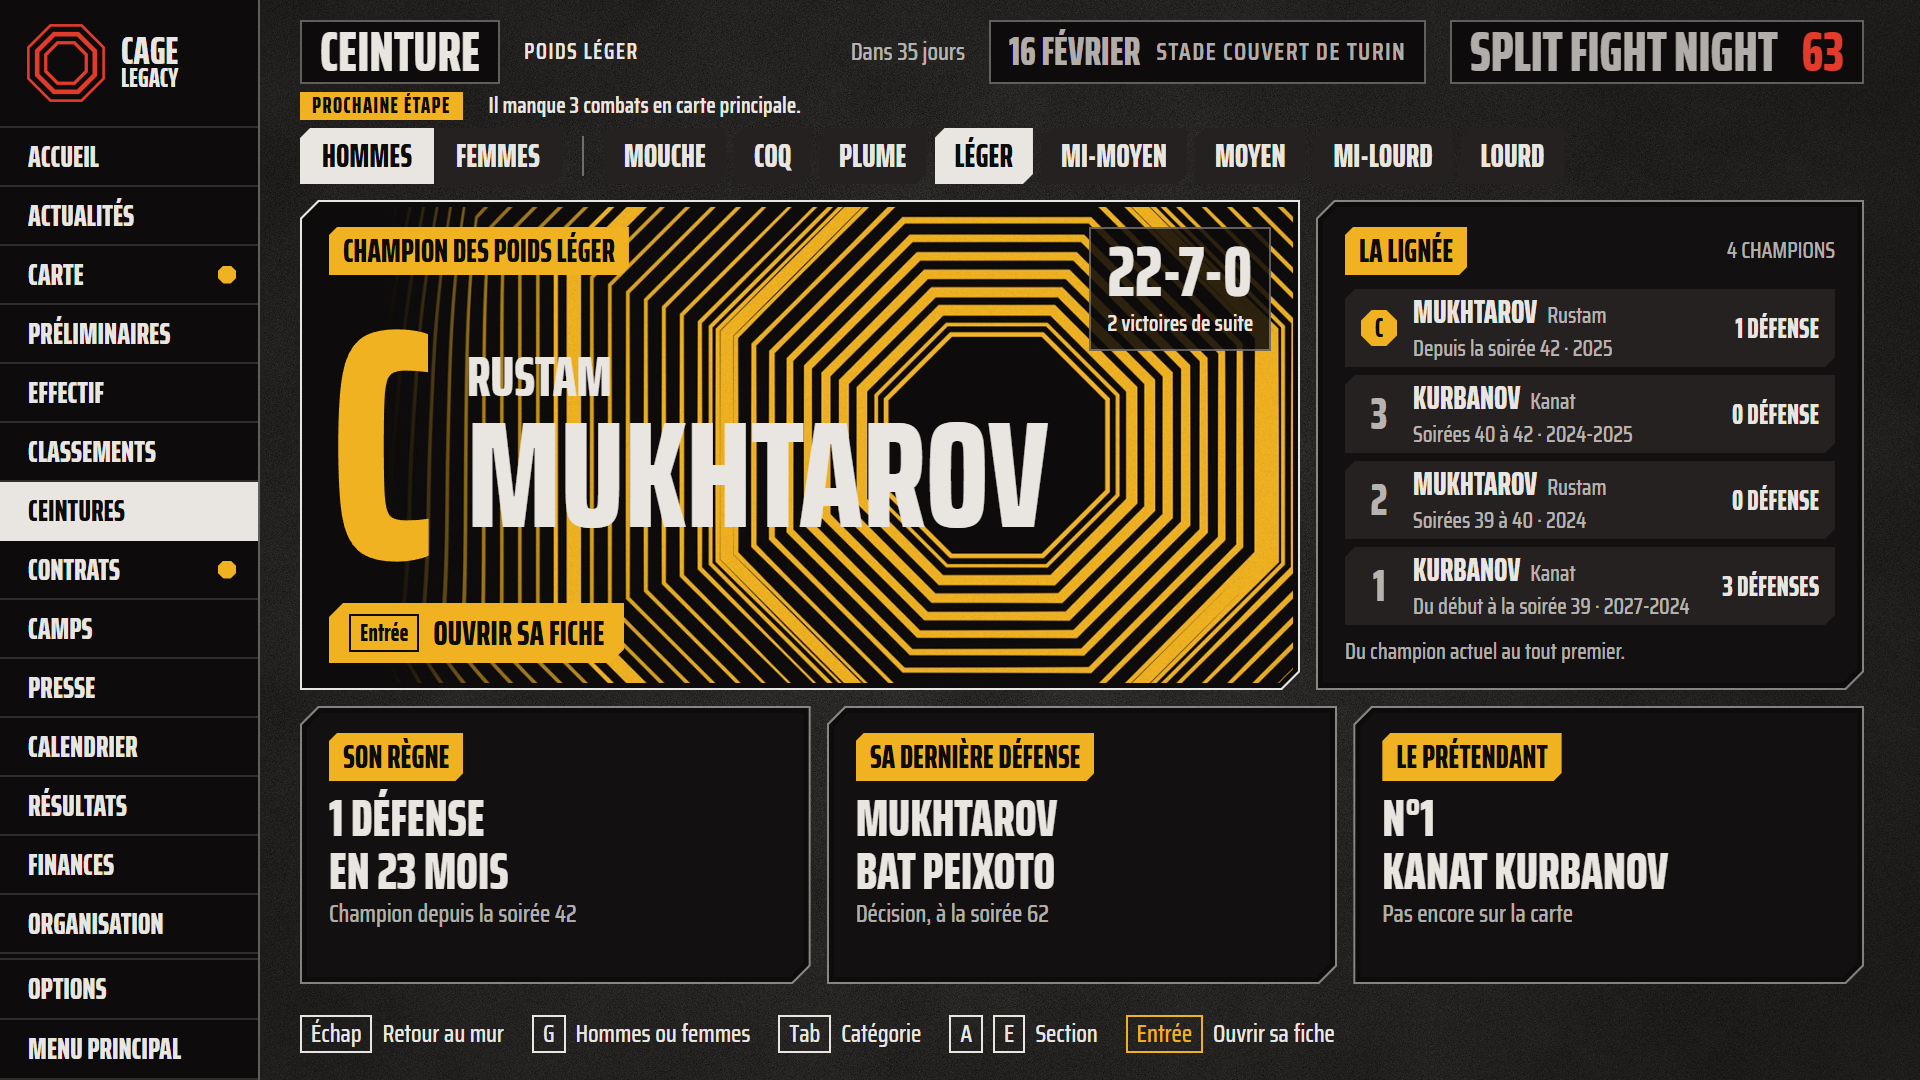 CAGE
LEGACY
ACCUEIL
ACTUALITÉS
CARTE
PRÉLIMINAIRES
EFFECTIF
CLASSEMENTS
CEINTURES
CONTRATS
CAMPS
PRESSE
CALENDRIER
RÉSULTATS
FINANCES
ORGANISATION
OPTIONS
MENU PRINCIPAL
CEINTURE POIDS LÉGER Dans 35 jours 16 FÉVRIER STADE COUVERT DE TURIN SPLIT FIGHT NIGHT 63
PROCHAINE ÉTAPE Il manque 3 combats en carte principale.
HOMMES FEMMES MOUCHE COQ PLUME LÉGER MI-MOYEN MOYEN MI-LOURD LOURD
CHAMPION DES POIDS LÉGER
22-7-0
2 victoires de suite
C
RUSTAM
MUKHTAROV
Entrée OUVRIR SA FICHE
LA LIGNÉE 4 CHAMPIONS
C MUKHTAROV Rustam 1 DÉFENSE
Depuis la soirée 42 · 2025
3 KURBANOV Kanat 0 DÉFENSE
Soirées 40 à 42 · 2024-2025
2 MUKHTAROV Rustam 0 DÉFENSE
Soirées 39 à 40 · 2024
1 KURBANOV Kanat 3 DÉFENSES
Du début à la soirée 39 · 2027-2024
Du champion actuel au tout premier.
SON RÈGNE
1 DÉFENSE
EN 23 MOIS
Champion depuis la soirée 42
SA DERNIÈRE DÉFENSE
MUKHTAROV
BAT PEIXOTO
Décision, à la soirée 62
LE PRÉTENDANT
N°1
KANAT KURBANOV
Pas encore sur la carte
Échap Retour au mur G Hommes ou femmes Tab Catégorie A E Section Entrée Ouvrir sa fiche